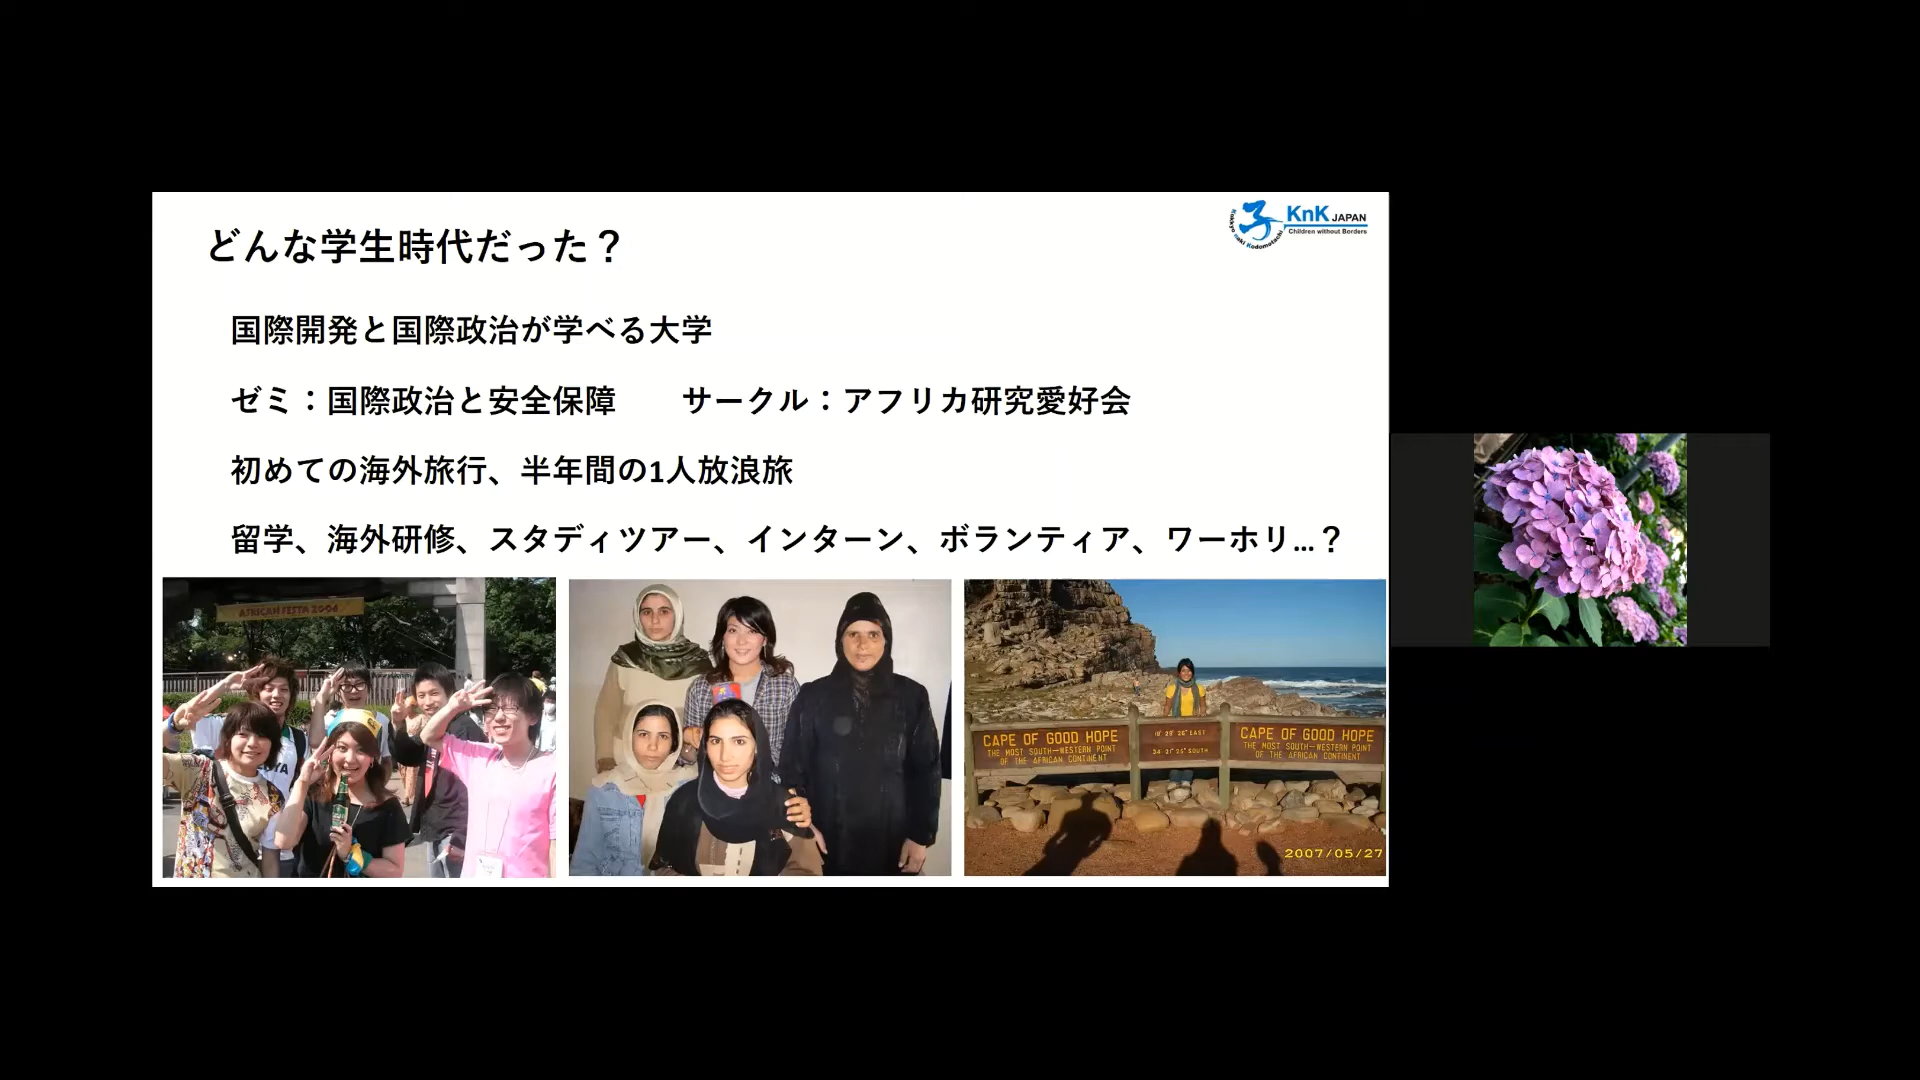 どんな学生時代だった？
子
Kokkyo naki Kodomotachi
KnK JAPAN
Children without Borders
国際開発と国際政治が学べる大学
ゼミ：国際政治と安全保障　　サークル：アフリカ研究愛好会
初めての海外旅行、半年間の1人放浪旅
留学、海外研修、スタディツアー、インターン、ボランティア、ワーホリ…？
AFRICAN FESTA 2004
CAPE OF GOOD HOPE
THE MOST SOUTH-WESTERN POINT
OF THE AFRICAN CONTINENT
18° 28' 26" EAST
34° 21' 25" SOUTH
CAPE OF GOOD HOPE
THE MOST SOUTH-WESTERN POINT
OF THE AFRICAN CONTINENT
2007/05/27